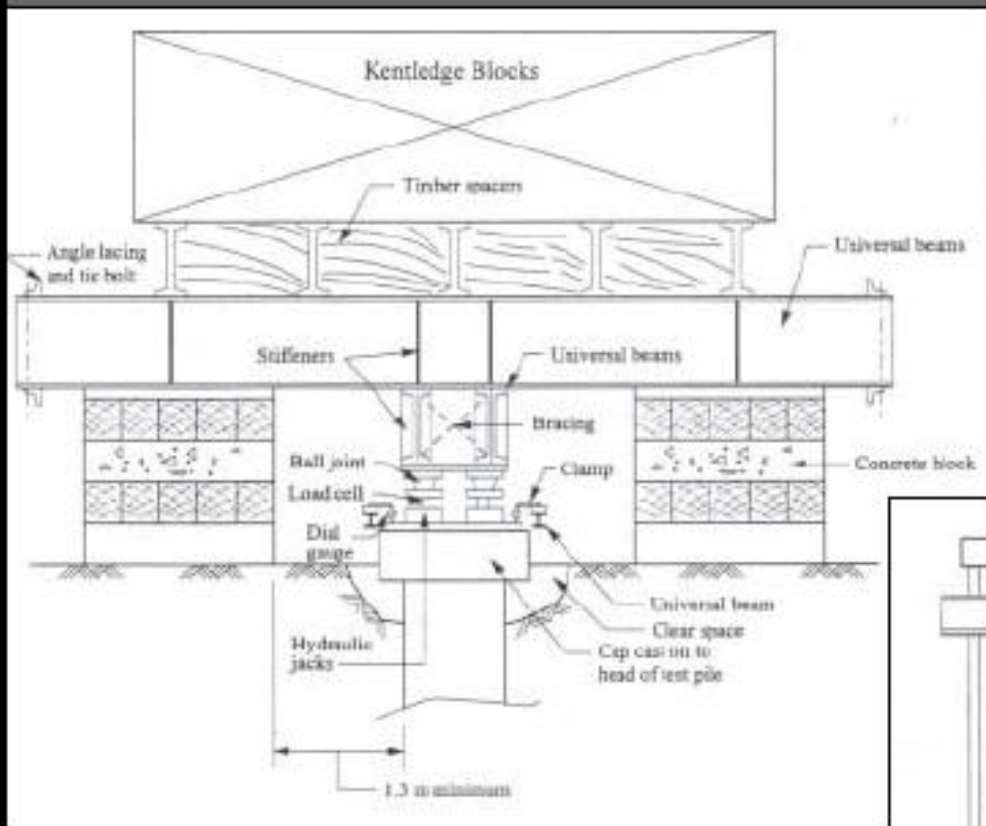 Kentledge Blocks
Timber spacers
Angle lacing
and tie bolt
Universal beams
Stiffeners
Universal beams
Bracing
Ball joint
Clamp
Load cell
Concrete block
Dial
gauge
Universal beam
Clear space
Hydraulic
jacks
Cap cast on to
head of test pile
1.3 m minimum